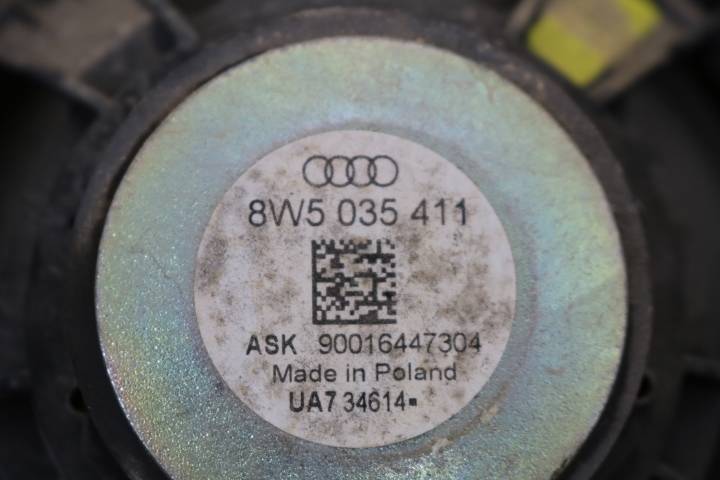 8W5 035 411
ASK 90016447304
Made in Poland
UA7 34614